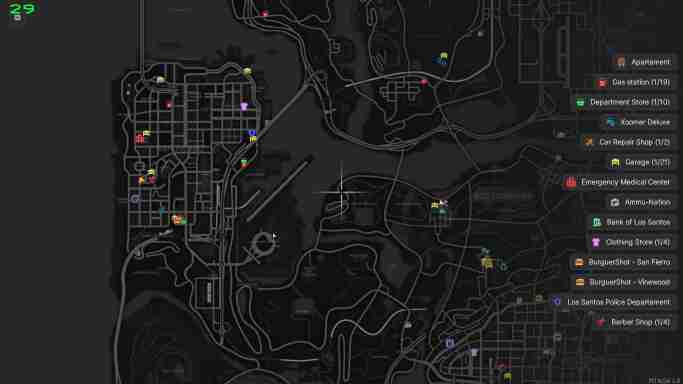 29
Apartament
Gas station (1/19)
Department Store (1/10)
Xoomer Deluxe
Car Repair Shop (1/2)
Garage (1/21)
Emergency Medical Center
Ammu-Nation
Bank of Los Santos
Clothing Store (1/4)
BurguerShot - San Fierro
BurguerShot - Vinewood
Los Santos Police Departament
Barber Shop (1/4)